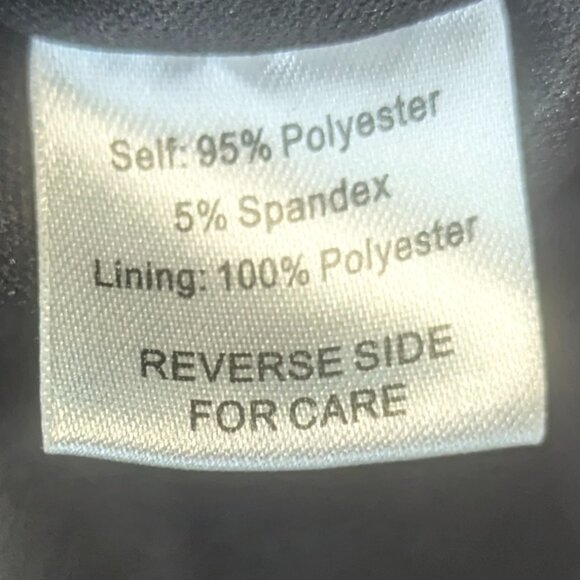 Self: 95% Polyester
5% Spandex
Lining: 100% Polyester
REVERSE SIDE
FOR CARE